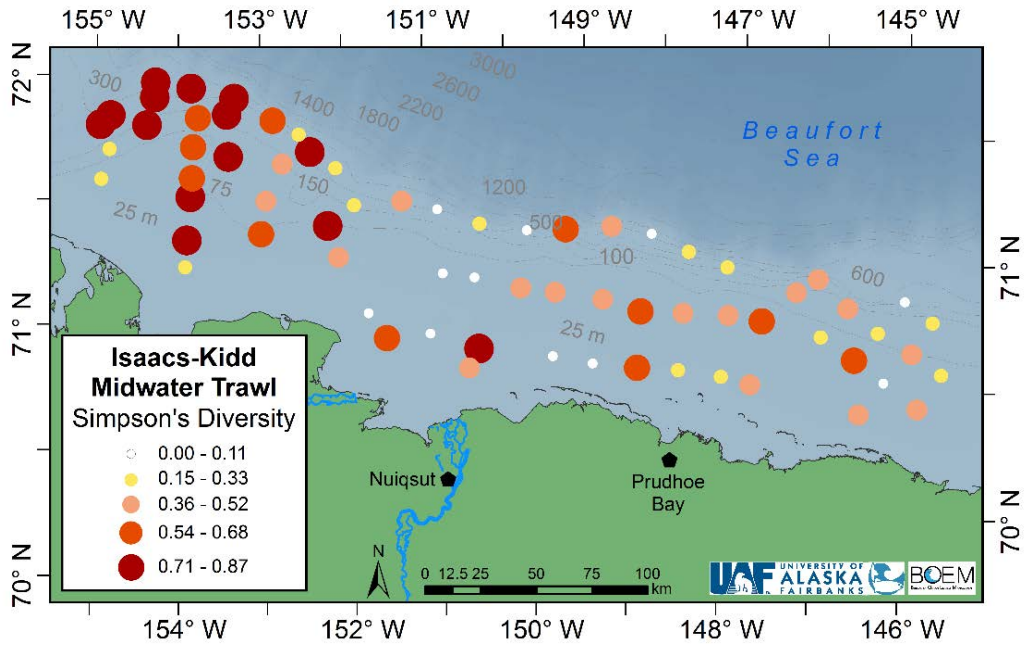 155° W 153° W 151° W 149° W 147° W 145° W
72° N
3000
300
2600
1400
2200
1800
Beaufort
Sea
75
150
1200
25 m
500
100
600
71° N
71° N
25 m
Isaacs-Kidd
Midwater Trawl
Simpson's Diversity
0.00 - 0.11
0.15 - 0.33
0.36 - 0.52
0.54 - 0.68
0.71 - 0.87
Nuiqsut
Prudhoe
Bay
70° N
70° N
N
0 12.5 25 50 75 100
km
UAF UNIVERSITY OF
ALASKA
FAIRBANKS
BOEM
154° W 152° W 150° W 148° W 146° W